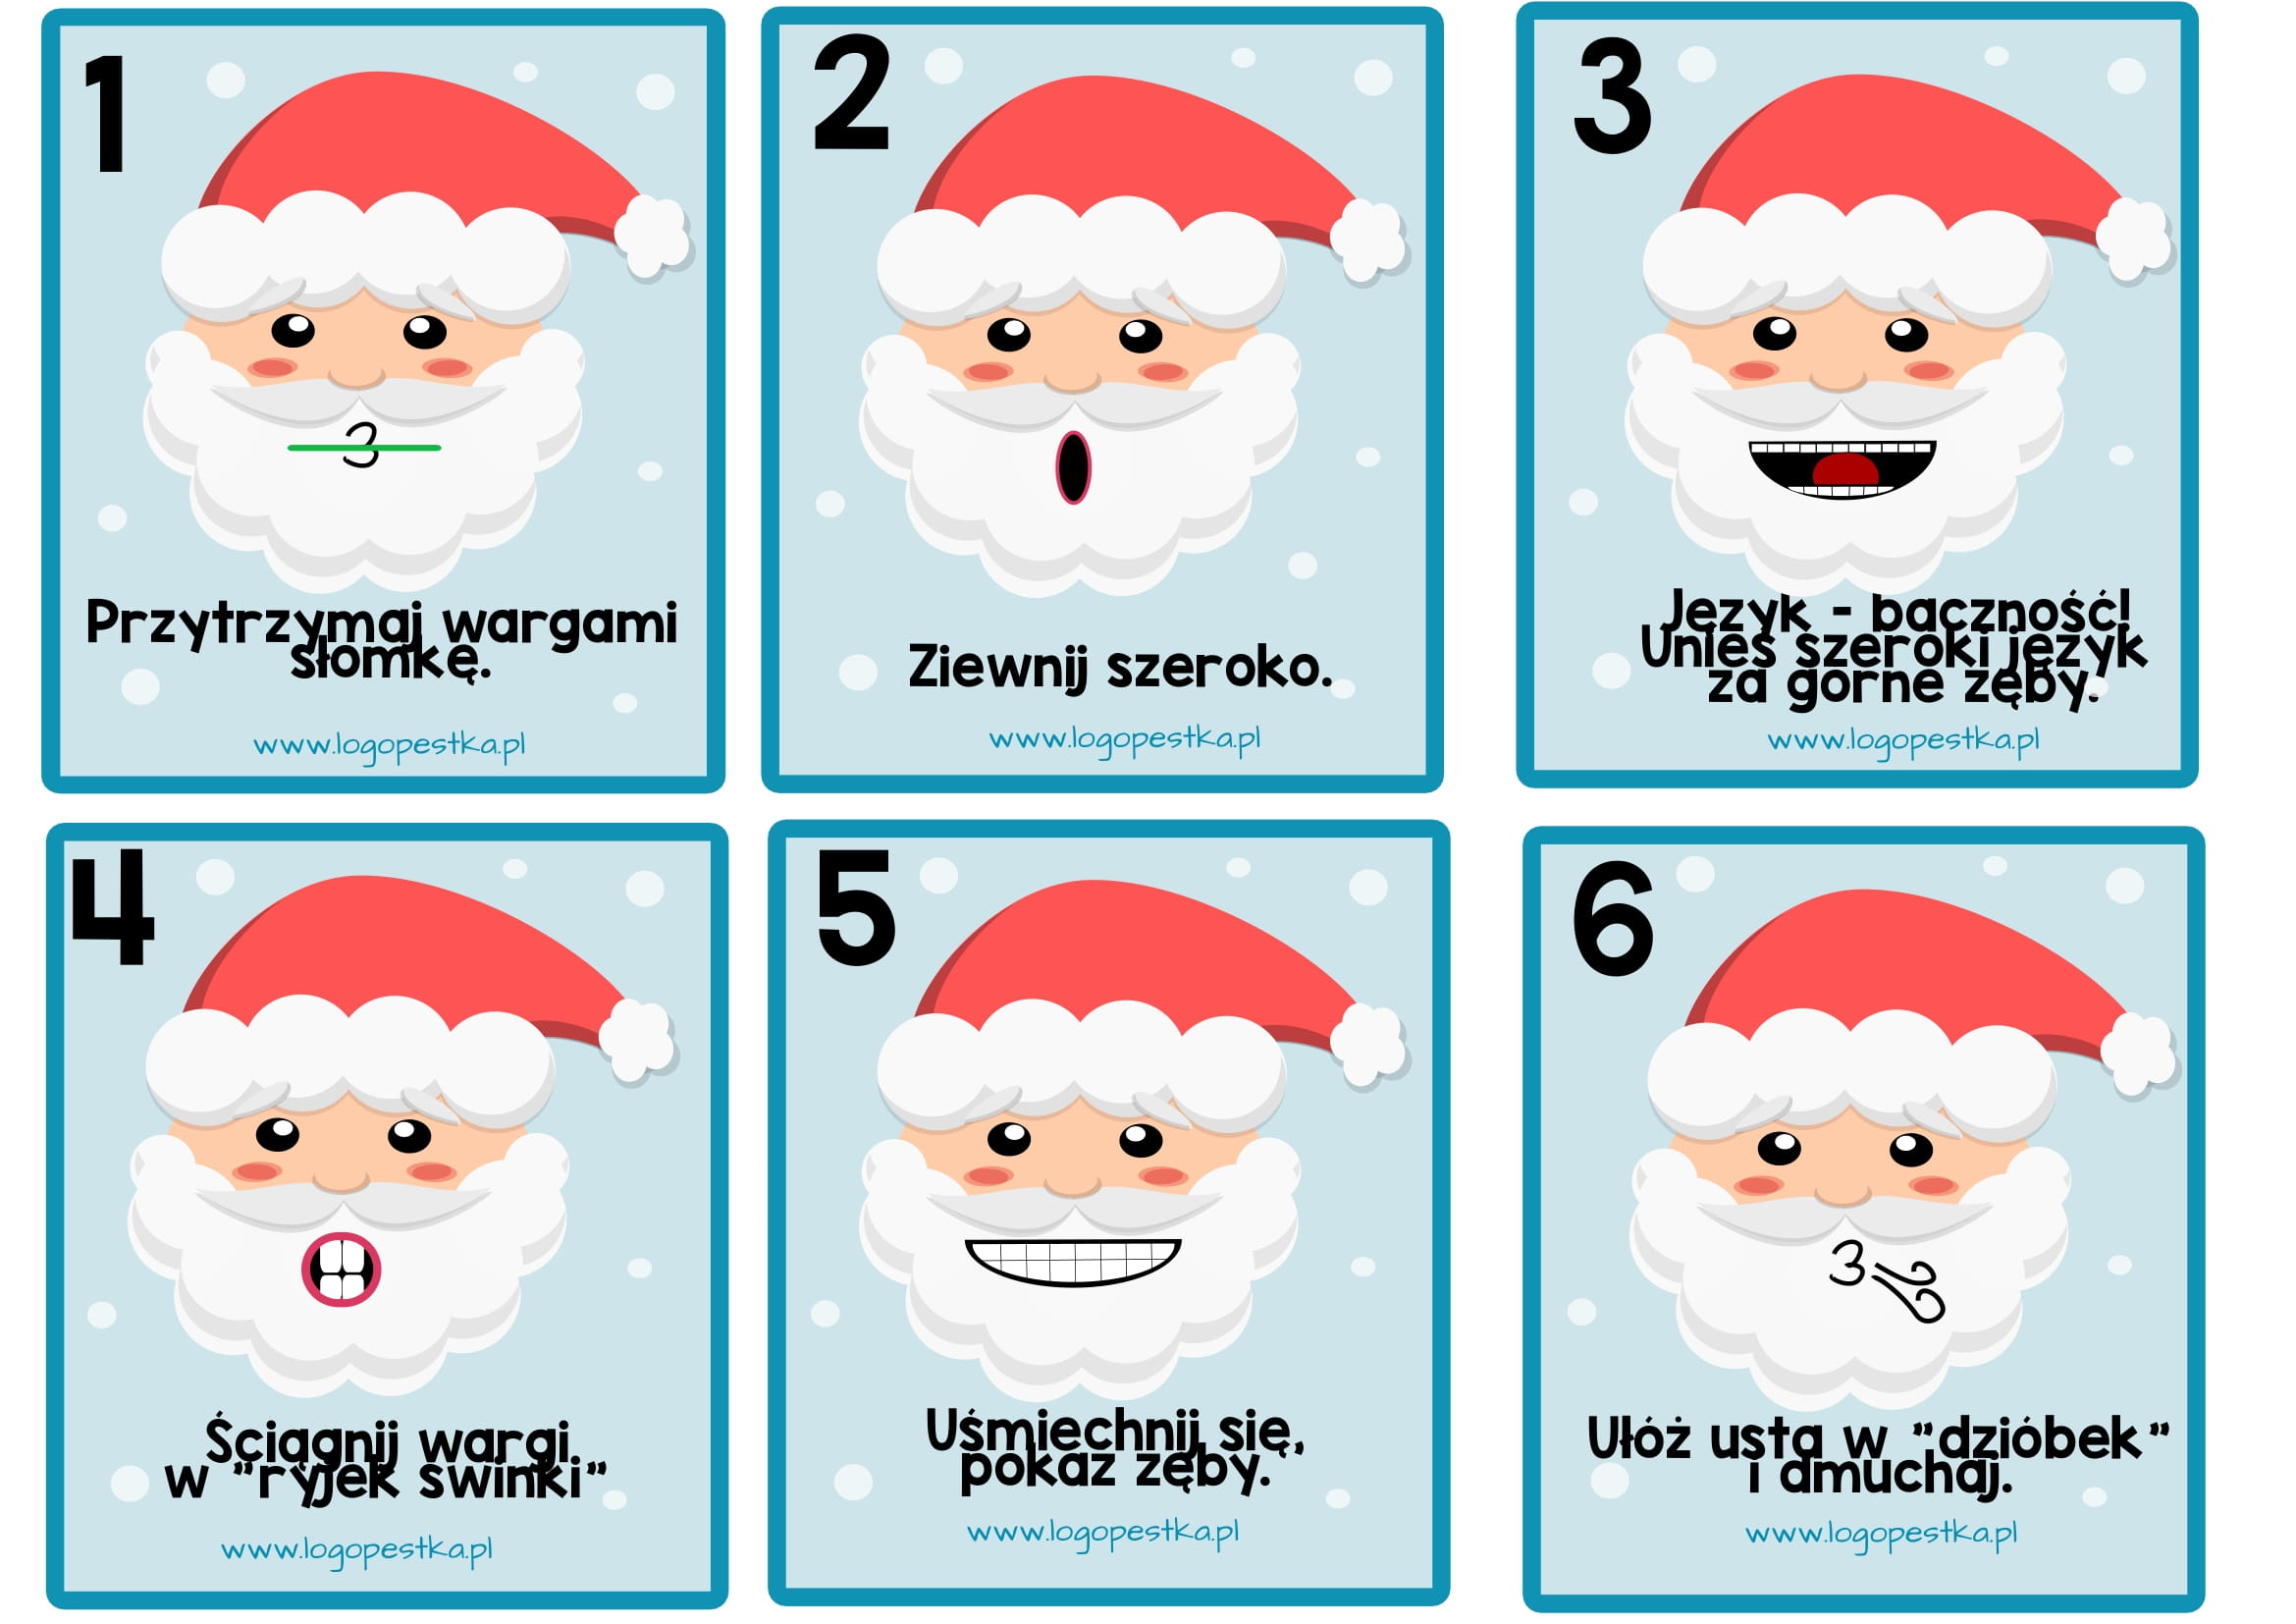 1
Przytrzymaj wargami
słomkę.
www.logopestka.pl
2
Ziewnij szeroko.
www.logopestka.pl
3
Język - baczność!
Unieś szeroki język
za górne zęby.
www.logopestka.pl
4
Ściągnij wargi
w "ryjek świnki"
www.logopestka.pl
5
Uśmiechnij się,
pokaż zęby.
www.logopestka.pl
6
Ułóż usta w "dzióbek"
i dmuchaj.
www.logopestka.pl